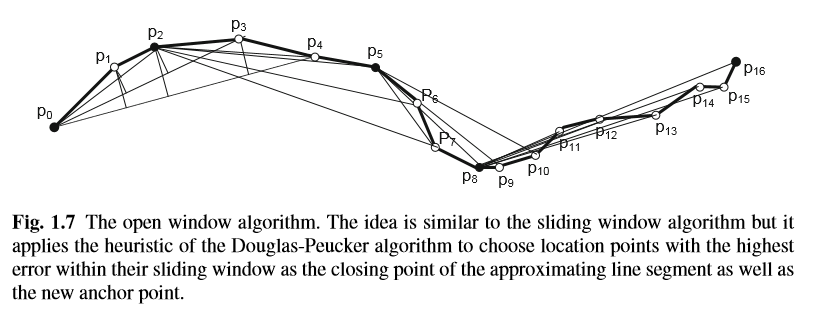 p0
p1
p2
p3
p4
p5
P6
P7
p8
p9
p10
p11
p12
p13
p14
p15
p16
Fig. 1.7 The open window algorithm. The idea is similar to the sliding window algorithm but it
applies the heuristic of the Douglas-Peucker algorithm to choose location points with the highest
error within their sliding window as the closing point of the approximating line segment as well as
the new anchor point.